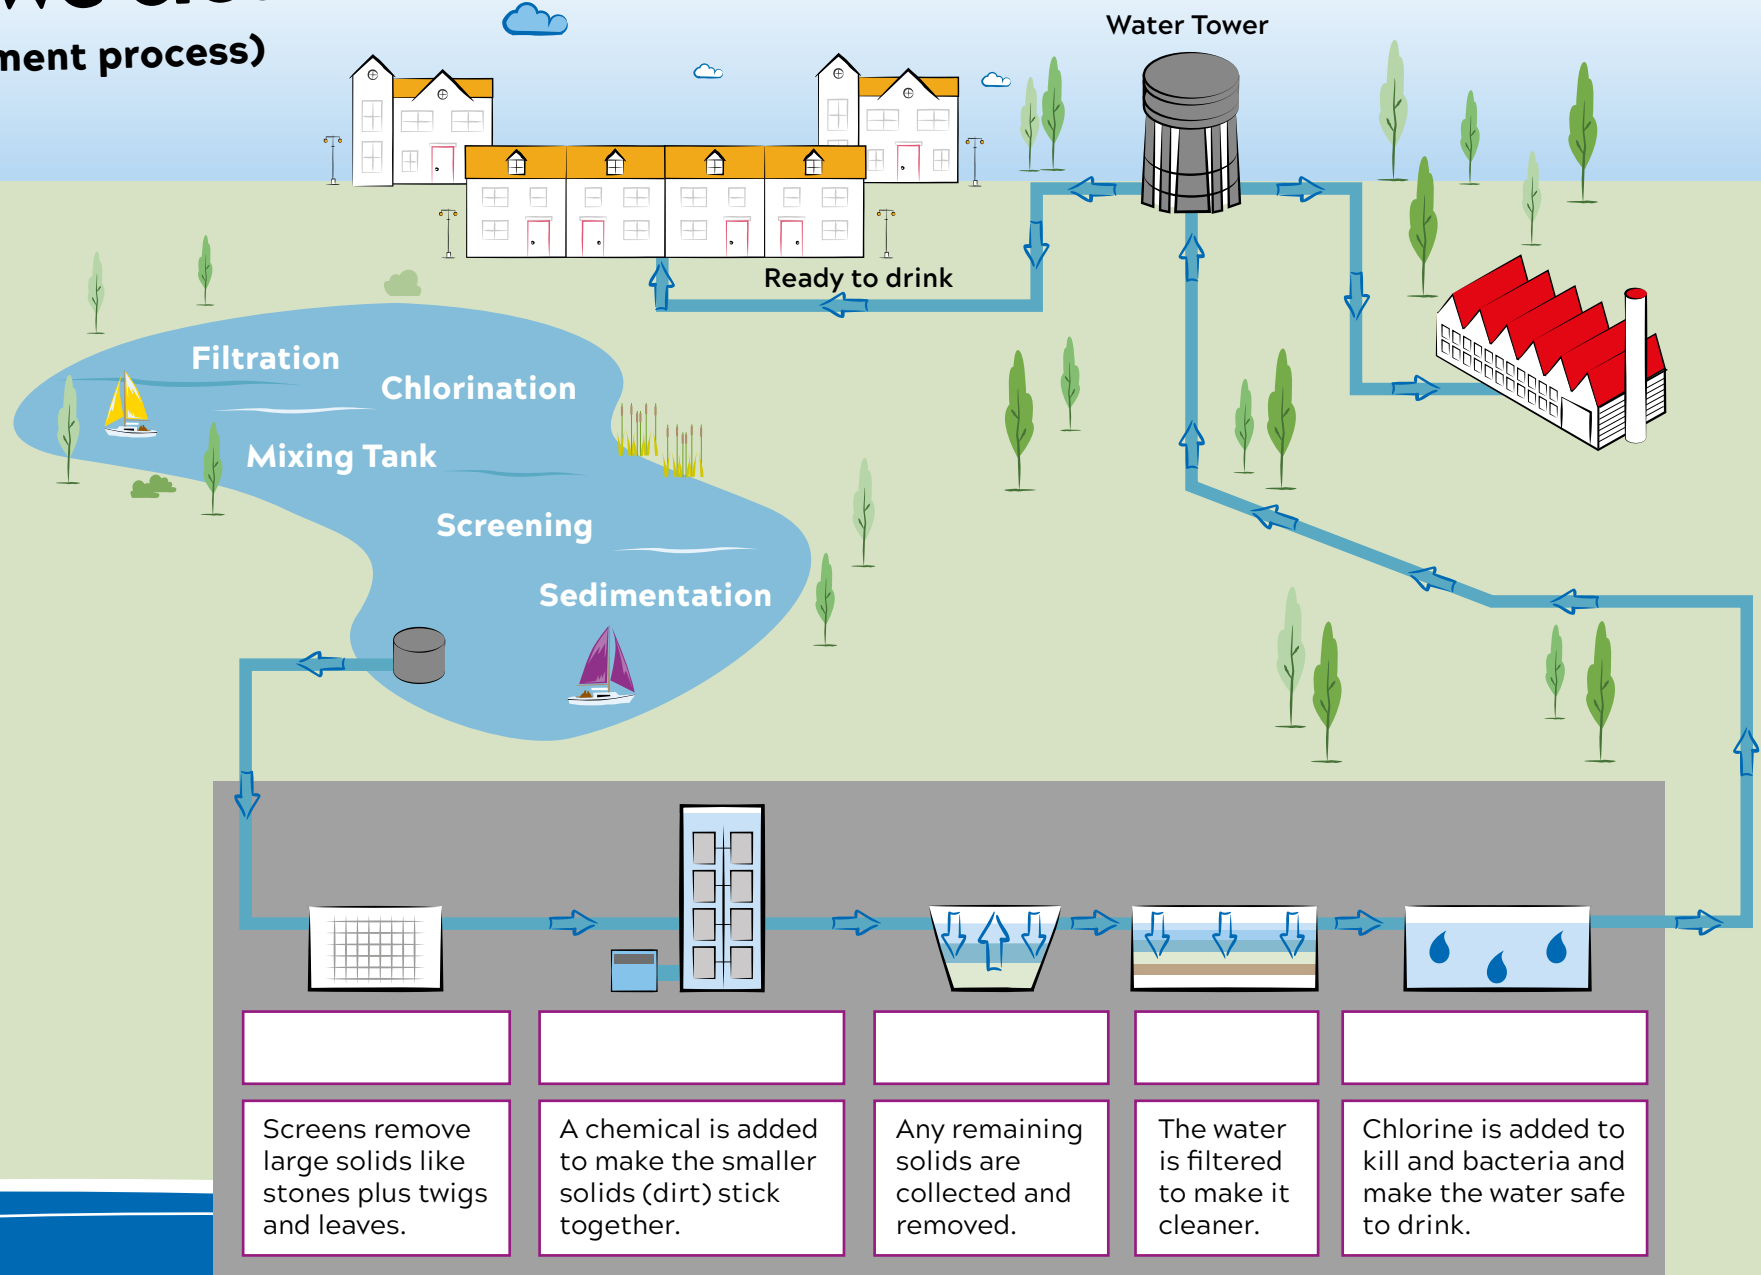 ment process)
Water Tower
Ready to drink
Filtration
Chlorination
Mixing Tank
Screening
Sedimentation
Screens remove
large solids like
stones plus twigs
and leaves.
A chemical is added
to make the smaller
solids (dirt) stick
together.
Any remaining
solids are
collected and
removed.
The water
is filtered
to make it
cleaner.
Chlorine is added to
kill and bacteria and
make the water safe
to drink.